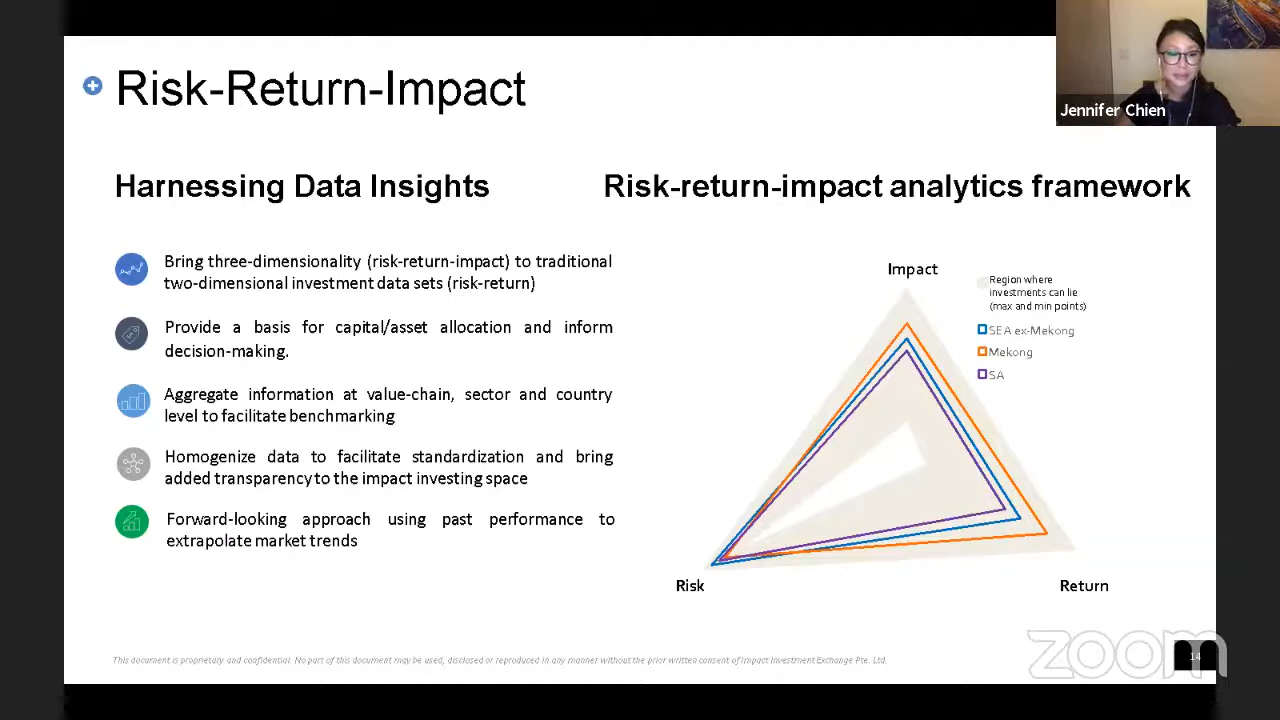 Risk-Return-Impact
Jennifer Chien
Harnessing Data Insights
Risk-return-impact analytics framework
Bring three-dimensionality (risk-return-impact) to traditional
two-dimensional investment data sets (risk-return)
Provide a basis for capital/asset allocation and inform
decision-making.
Aggregate information at value-chain, sector and country
level to facilitate benchmarking
Homogenize data to facilitate standardization and bring
added transparency to the impact investing space
Forward-looking approach using past performance to
extrapolate market trends
Impact
Region where
investments can lie
(max and min points)
SEA ex-Mekong
Mekong
SA
Risk
Return
This document is proprietary and confidential. No part of this document may be used, disclosed or reproduced in any manner without the prior written consent of Impact Investment Exchange Pte. Ltd.
zoom
14